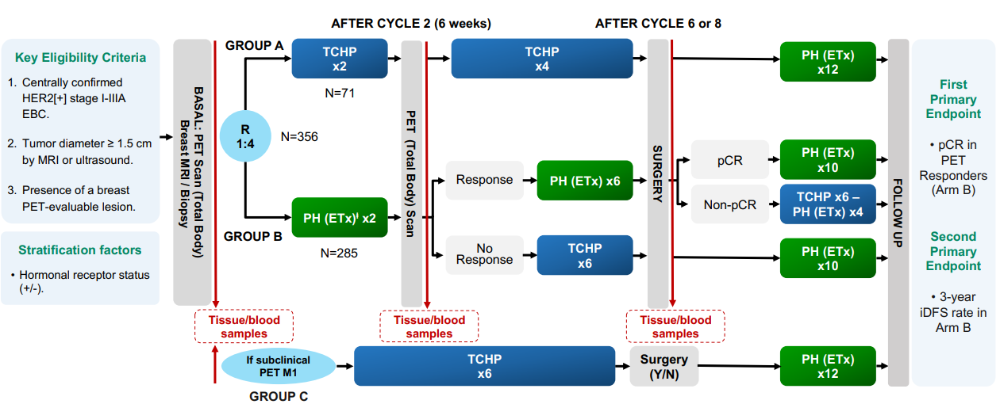 AFTER CYCLE 2 (6 weeks)
AFTER CYCLE 6 or 8
Key Eligibility Criteria
1. Centrally confirmed
HER2[+] stage I-IIIA
EBC.
2. Tumor diameter ≥ 1.5 cm
by MRI or ultrasound.
3. Presence of a breast
PET-evaluable lesion.
Stratification factors
• Hormonal receptor status
(+/-).
BASAL: PET Scan (Total Body)
Breast MRI / Biopsy
GROUP A
R
1:4
N=356
GROUP B
TCHP
x2
N=71
PH (ETx)ˡ x2
N=285
PET (Total Body) Scan
TCHP
x4
Response
PH (ETx) x6
No
Response
TCHP
x6
SURGERY
PH (ETx)
x12
pCR
PH (ETx)
x10
Non-pCR
TCHP x6 –
PH (ETx) x4
PH (ETx)
x10
FOLLOW UP
First
Primary
Endpoint
• pCR in
PET
Responders
(Arm B)
Second
Primary
Endpoint
• 3-year
iDFS rate in
Arm B
Tissue/blood
samples
Tissue/blood
samples
Tissue/blood
samples
If subclinical
PET M1
GROUP C
TCHP
x6
Surgery
(Y/N)
PH (ETx)
x12